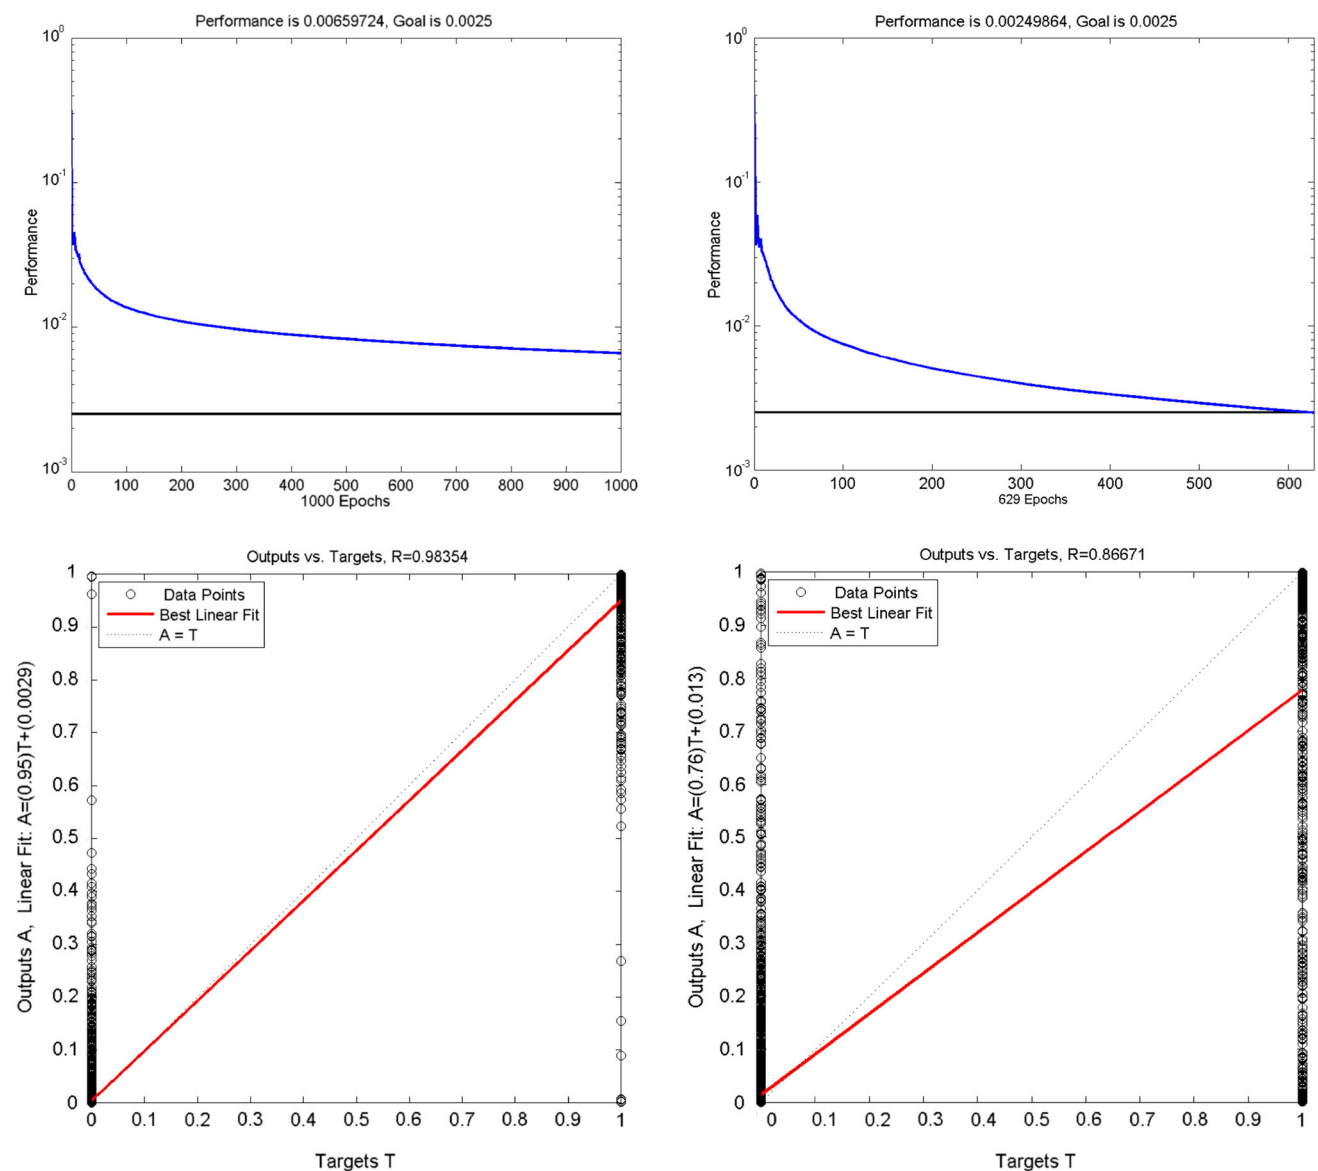 Performance is 0.00659724, Goal is 0.0025
10^0
10^-1
10^-2
10^-3
Performance
0 100 200 300 400 500 600 700 800 900 1000
1000 Epochs
Performance is 0.00249864, Goal is 0.0025
10^0
10^-1
10^-2
10^-3
Performance
0 100 200 300 400 500 600
629 Epochs
Outputs vs. Targets, R=0.98354
Data Points
Best Linear Fit
A = T
1
0.9
0.8
0.7
0.6
0.5
0.4
0.3
0.2
0.1
0
Outputs A, Linear Fit: A=(0.95)T+(0.0029)
0 0.1 0.2 0.3 0.4 0.5 0.6 0.7 0.8 0.9 1
Targets T
Outputs vs. Targets, R=0.86671
Data Points
Best Linear Fit
A = T
1
0.9
0.8
0.7
0.6
0.5
0.4
0.3
0.2
0.1
0
Outputs A, Linear Fit: A=(0.76)T+(0.013)
0 0.1 0.2 0.3 0.4 0.5 0.6 0.7 0.8 0.9 1
Targets T